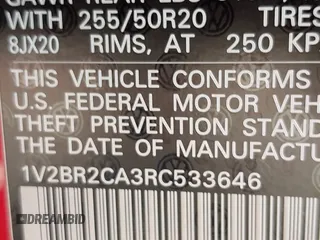 WITH 255/50R20 TIRES
8JX20 RIMS, AT 250 KP
THIS VEHICLE CONFORMS
U.S. FEDERAL MOTOR VEH
THEFT PREVENTION STAND
THE DATE OF MANUFACTU
1V2BR2CA3RC533646
DREAMBID